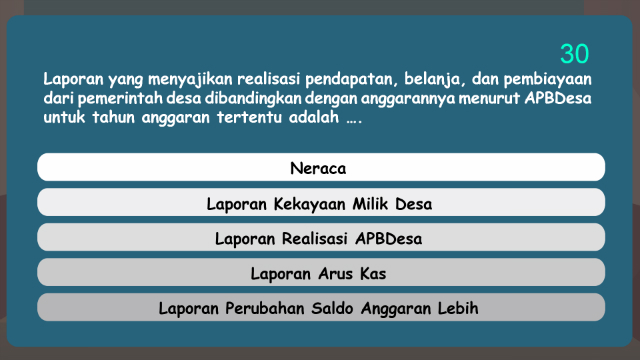 30
Laporan yang menyajikan realisasi pendapatan, belanja, dan pembiayaan
dari pemerintah desa dibandingkan dengan anggarannya menurut APBDesa
untuk tahun anggaran tertentu adalah ....
Neraca
Laporan Kekayaan Milik Desa
Laporan Realisasi APBDesa
Laporan Arus Kas
Laporan Perubahan Saldo Anggaran Lebih